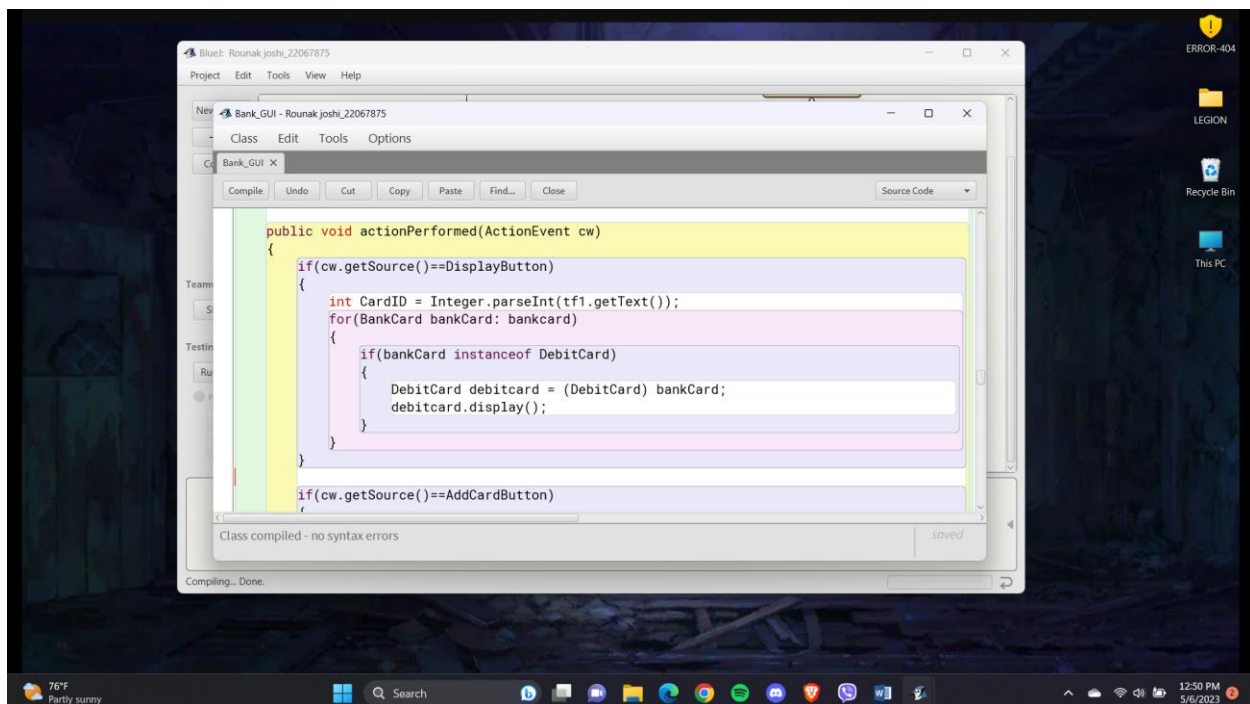 ERROR-404
LEGION
Recycle Bin
This PC
BlueJ: Rounak joshi_22067875
Project Edit Tools View Help
Bank_GUI - Rounak joshi_22067875
Class Edit Tools Options
Bank_GUI X
Compile Undo Cut Copy Paste Find... Close Source Code
public void actionPerformed(ActionEvent cw)
{
if(cw.getSource()==DisplayButton)
{
int CardID = Integer.parseInt(tf1.getText());
for(BankCard bankCard: bankcard)
{
if(bankCard instanceof DebitCard)
{
DebitCard debitcard = (DebitCard) bankCard;
debitcard.display();
}
}
}
if(cw.getSource()==AddCardButton)
Class compiled - no syntax errors saved
Compiling... Done.
76°F
Partly sunny
Search
12:50 PM
5/6/2023
2